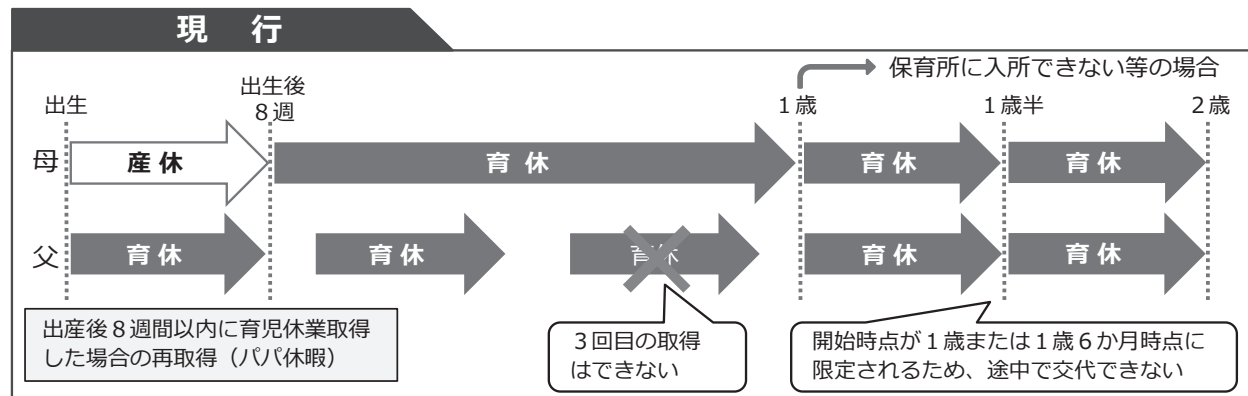 現 行
保育所に入所できない等の場合
出生
出生後
８週
１歳
１歳半
２歳
母
産休
育休
育休
育休
父
育休
育休
育休
育休
育休
出産後８週間以内に育児休業取得
した場合の再取得（パパ休暇）
３回目の取得
はできない
開始時点が１歳または１歳６か月時点に
限定されるため、途中で交代できない